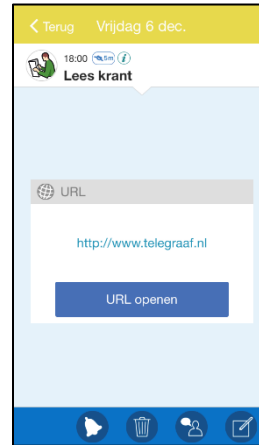 Terug Vrijdag 6 dec.
18:00 5m i
Lees krant
URL
http://www.telegraaf.nl
URL openen